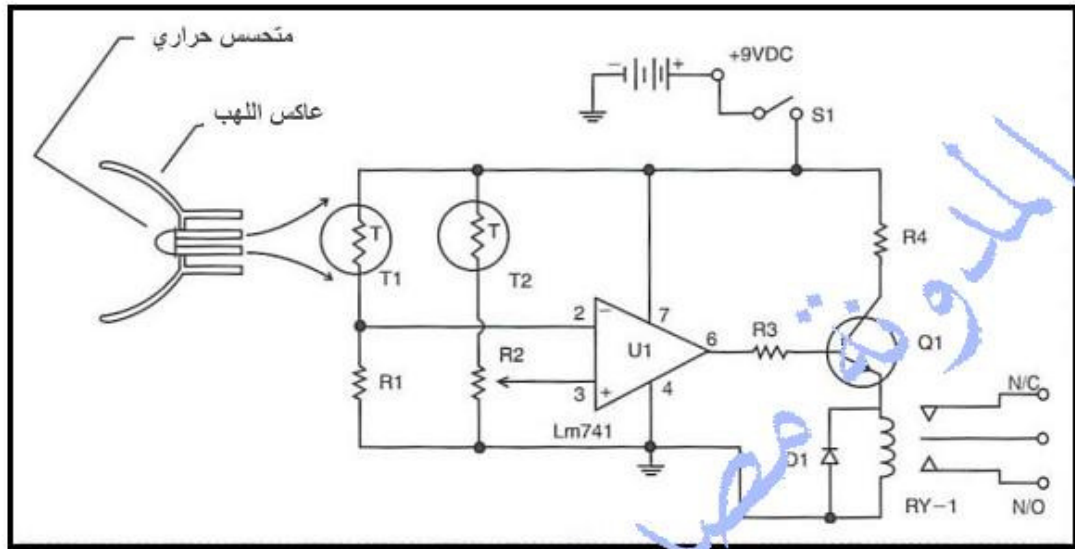 متحسس حراري
عاكس اللهب
− +
+9VDC
S1
T T
T1
T2
R4
2 − 7
R3
Q1
U1 6
R2
R1
3 + 4
Lm741
N/C
D1
RY−1
N/O